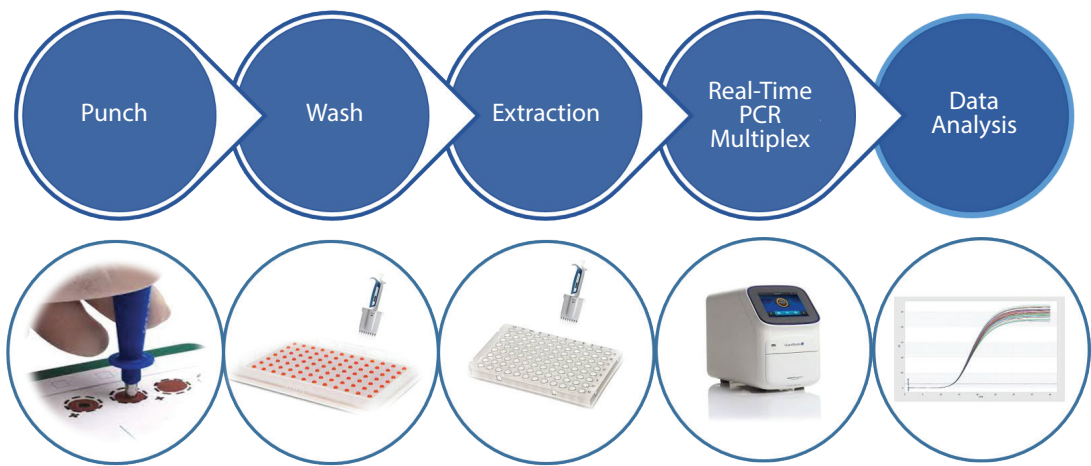 Punch
Wash
Extraction
Real-Time
PCR
Multiplex
Data
Analysis